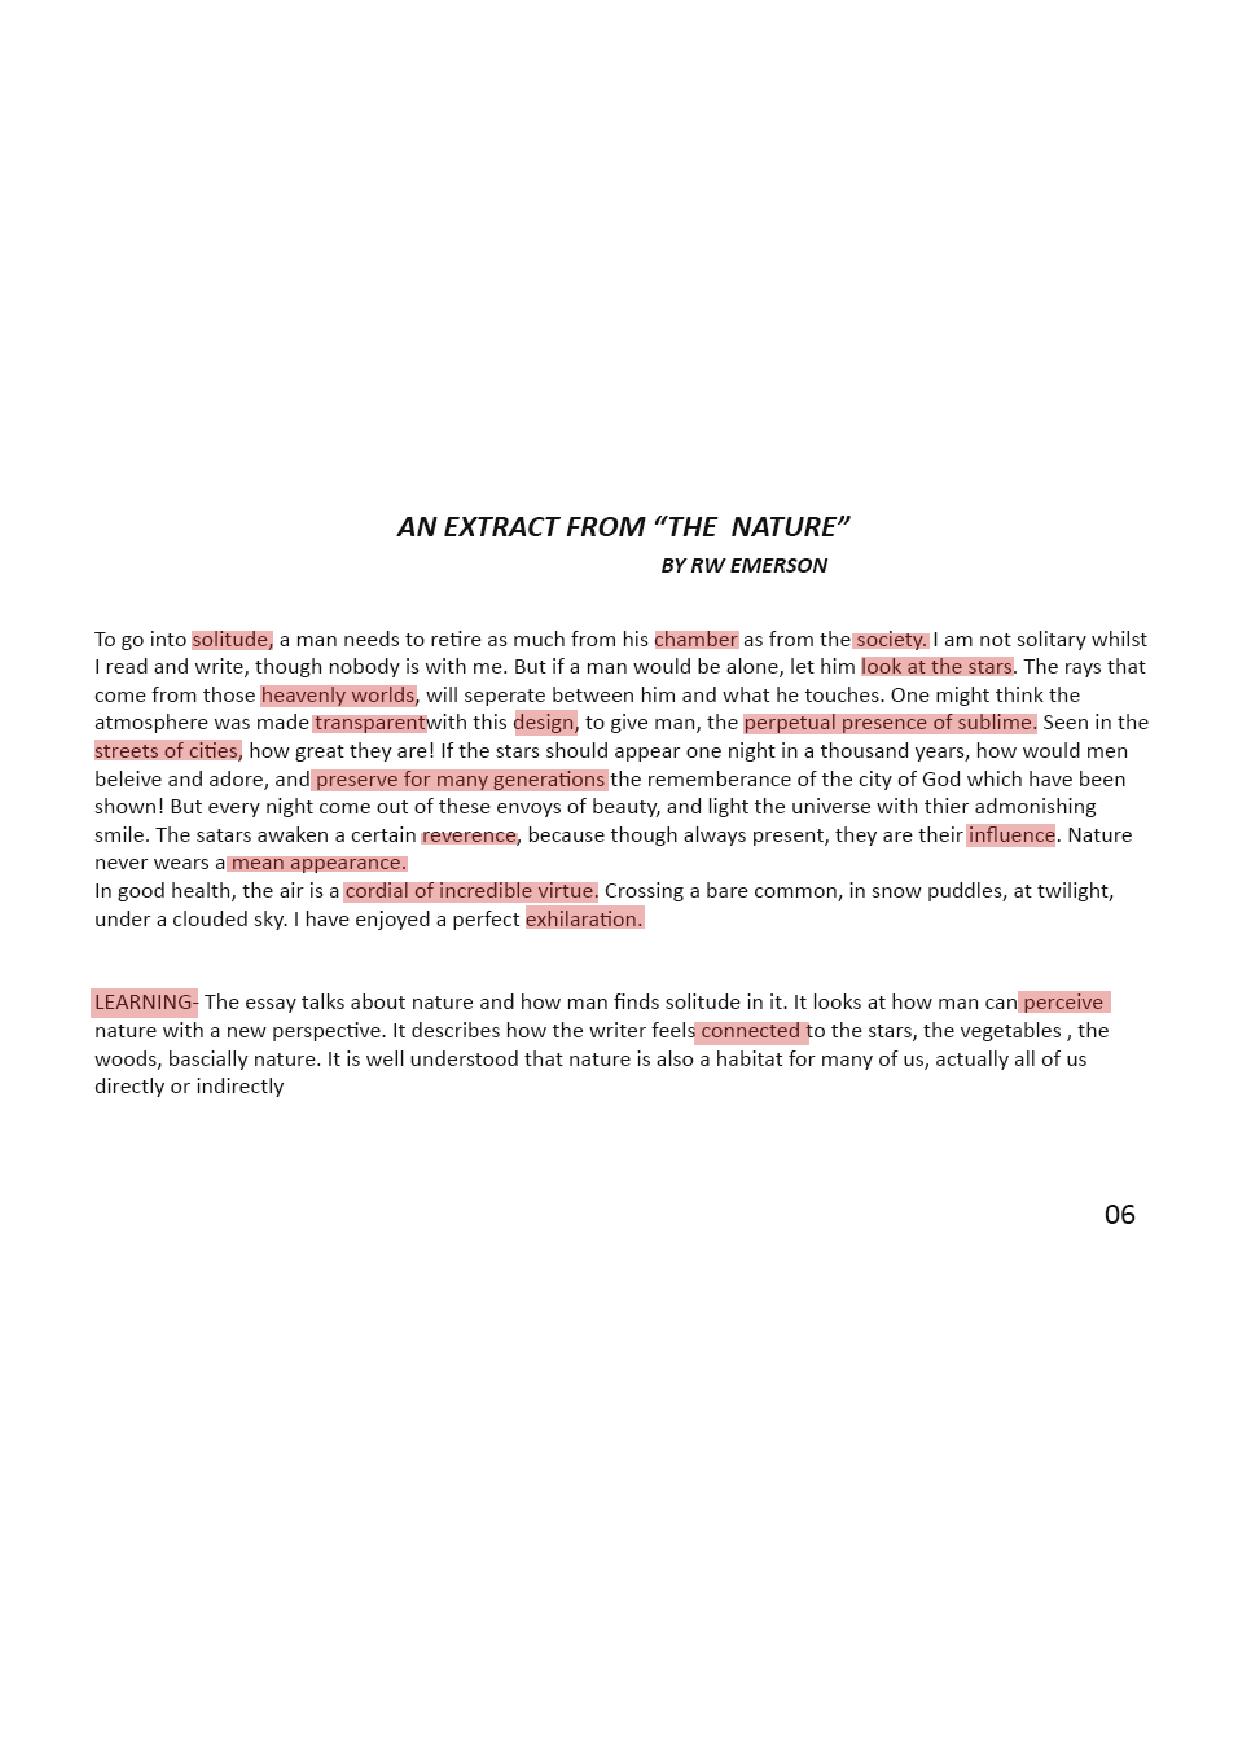 AN EXTRACT FROM “THE NATURE”
BY RW EMERSON
To go into solitude, a man needs to retire as much from his chamber as from the society. I am not solitary whilst
I read and write, though nobody is with me. But if a man would be alone, let him look at the stars. The rays that
come from those heavenly worlds, will seperate between him and what he touches. One might think the
atmosphere was made transparent with this design, to give man, the perpetual presence of sublime. Seen in the
streets of cities, how great they are! If the stars should appear one night in a thousand years, how would men
beleive and adore, and preserve for many generations the rememberance of the city of God which have been
shown! But every night come out of these envoys of beauty, and light the universe with thier admonishing
smile. The satars awaken a certain reverence, because though always present, they are their influence. Nature
never wears a mean appearance.
In good health, the air is a cordial of incredible virtue. Crossing a bare common, in snow puddles, at twilight,
under a clouded sky. I have enjoyed a perfect exhilaration.
LEARNING- The essay talks about nature and how man finds solitude in it. It looks at how man can perceive
nature with a new perspective. It describes how the writer feels connected to the stars, the vegetables , the
woods, bascially nature. It is well understood that nature is also a habitat for many of us, actually all of us
directly or indirectly
06